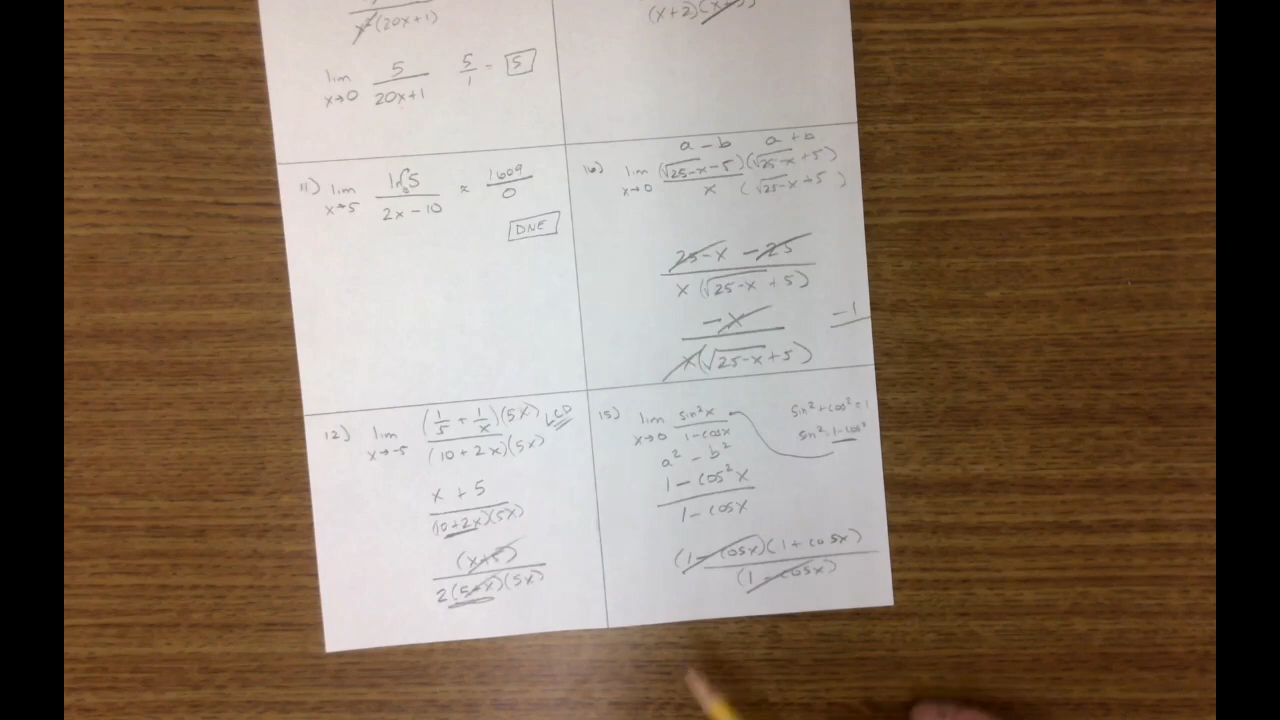 x²(20x+1)
lim x→0 5/(20x+1) 5/1 = 5
(x+2)
11) lim x→5 ln 5/(2x-10) ≈ 1.609/0
DNE
16) lim x→0 (√25-x - 5)(√25-x + 5)/x (√25-x + 5)
a - b a + b
25-x - 25
x (√25-x + 5)
-x
x(√25-x + 5)
-1
12) lim x→-5 (1/5 + 1/x)(5x)/(10+2x)(5x) LCD
x + 5
(10+2x)(5x)
(x+5)
2(5+x)(5x)
15) lim x→0 sin²x/(1-cosx)
sin²+cos²=1
sin²=1-cos²
a² - b²
1 - cos²x
1 - cosx
(1 - cosx)(1 + cosx)
(1 - cosx)